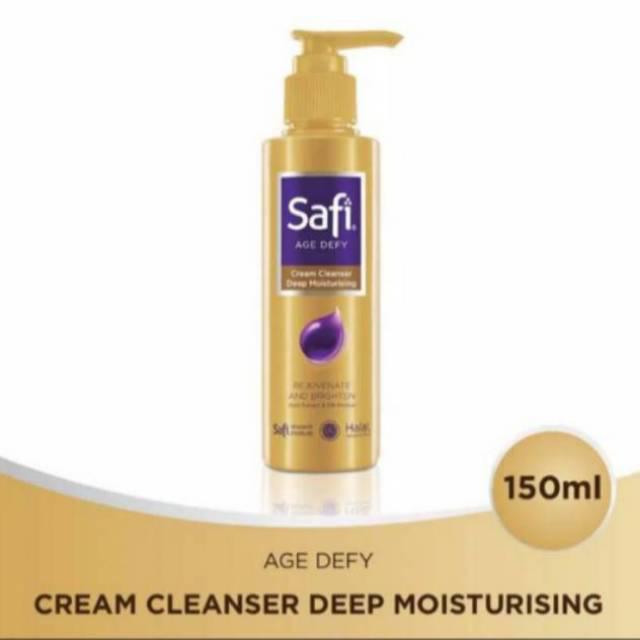 Safi
AGE DEFY
Cream Cleanser
Deep Moisturising
REJUVENATE
AND BRIGHTEN
Safi
Halal
150ml
AGE DEFY
CREAM CLEANSER DEEP MOISTURISING